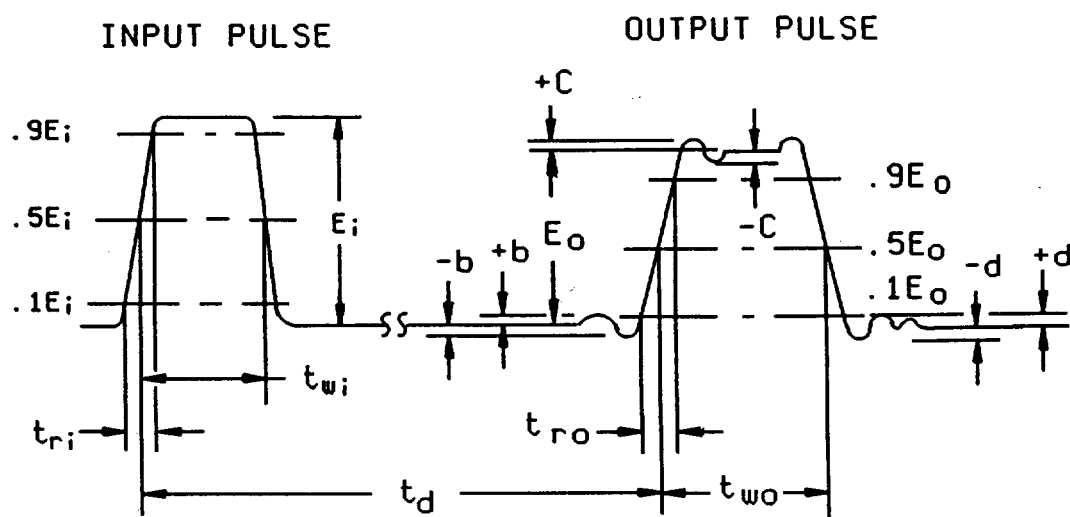 INPUT PULSE
OUTPUT PULSE
+C
.9Ei
.9Eo
-C
.5Ei
Ei
-b
+b
Eo
.5Eo
-d
+d
.1Ei
.1Eo
twi
tri
tro
td
two